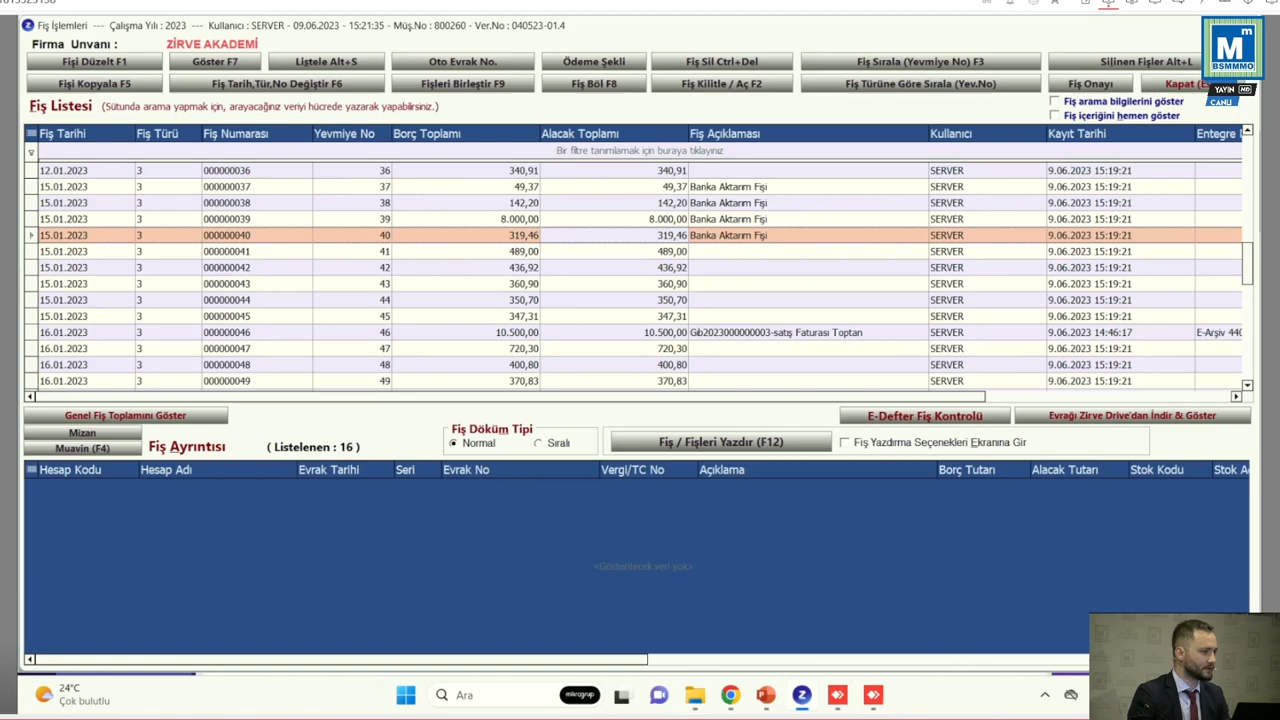 Fiş İşlemleri --- Çalışma Yılı : 2023 - Kullanıcı : SERVER - 09.06.2023 - 15:21:35 - Müş.No : 800260 - Ver.No : 040523-01.4
Firma Unvanı : ZİRVE AKADEMİ
Fişi Düzelt F1 Göster F7 Listele Alt+S Oto Evrak No. Ödeme Şekli Fiş Sil Ctrl+Del Fiş Sırala (Yevmiye No) F3 Silinen Fişler Alt+L
Fişi Kopyala F5 Fiş Tarih,Tür,No Değiştir F6 Fişleri Birleştir F9 Fiş Böl F8 Fiş Kilitle / Aç F2 Fiş Türüne Göre Sırala (Yev.No) Fiş Onayı Kapat
M m
BSMMMO
YAYIN HD
CANLI
Fiş Listesi (Sütunda arama yapmak için, arayacağınız veriyi hücrede yazarak yapabilirsiniz.)
Fiş arama bilgilerini göster
Fiş içeriğini hemen göster
Fiş Tarihi Fiş Türü Fiş Numarası Yevmiye No Borç Toplamı Alacak Toplamı Fiş Açıklaması Kullanıcı Kayıt Tarihi Entegre
Bir filtre tanımlamak için buraya tıklayınız
12.01.2023 3 000000036 36 340,91 340,91 SERVER 9.06.2023 15:19:21
15.01.2023 3 000000037 37 49,37 49,37 Banka Aktarım Fişi SERVER 9.06.2023 15:19:21
15.01.2023 3 000000038 38 142,20 142,20 Banka Aktarım Fişi SERVER 9.06.2023 15:19:21
15.01.2023 3 000000039 39 8.000,00 8.000,00 Banka Aktarım Fişi SERVER 9.06.2023 15:19:21
15.01.2023 3 000000040 40 319,46 319,46 Banka Aktarım Fişi SERVER 9.06.2023 15:19:21
15.01.2023 3 000000041 41 489,00 489,00 SERVER 9.06.2023 15:19:21
15.01.2023 3 000000042 42 436,92 436,92 SERVER 9.06.2023 15:19:21
15.01.2023 3 000000043 43 360,90 360,90 SERVER 9.06.2023 15:19:21
15.01.2023 3 000000044 44 350,70 350,70 SERVER 9.06.2023 15:19:21
15.01.2023 3 000000045 45 347,31 347,31 SERVER 9.06.2023 15:19:21
16.01.2023 3 000000046 46 10.500,00 10.500,00 Gib2023000000003-satış Faturası Toptan SERVER 9.06.2023 14:46:17 E-Arşiv 440
16.01.2023 3 000000047 47 720,30 720,30 SERVER 9.06.2023 15:19:21
16.01.2023 3 000000048 48 400,80 400,80 SERVER 9.06.2023 15:19:21
16.01.2023 3 000000049 49 370,83 370,83 SERVER 9.06.2023 15:19:21
Genel Fiş Toplamını Göster E-Defter Fiş Kontrolü Evrağı Zirve Drive'dan İndir & Göster
Mizan
Muavin (F4) Fiş Ayrıntısı ( Listelenen : 16 )
Fiş Döküm Tipi
Normal Sıralı
Fiş / Fişleri Yazdır (F12) Fiş Yazdırma Seçenekleri Ekranına Gir
Hesap Kodu Hesap Adı Evrak Tarihi Seri Evrak No Vergi/TC No Açıklama Borç Tutarı Alacak Tutarı Stok Kodu Stok
<Gösterilecek veri yok>
24°C
Çok bulutlu
Ara
mikrogrup